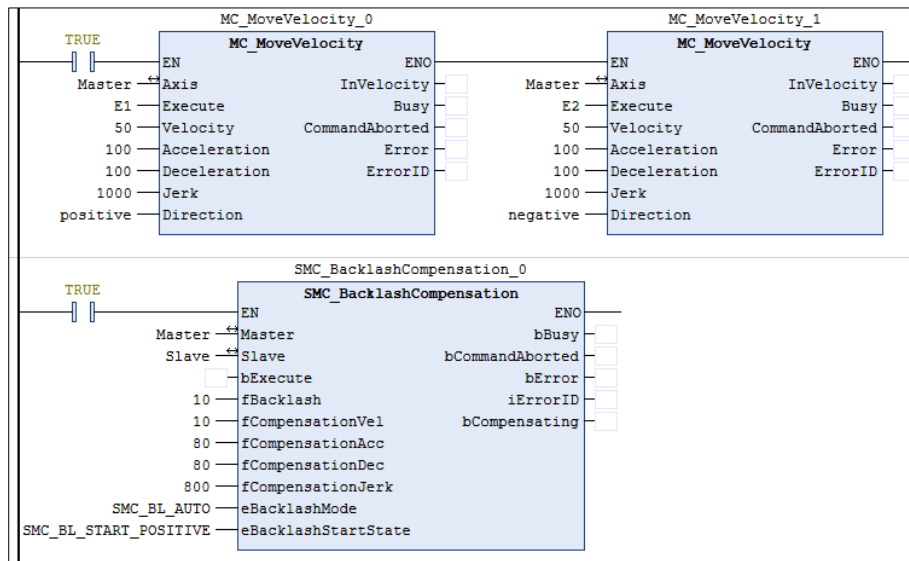 MC_MoveVelocity_0 MC_MoveVelocity_1
TRUE MC_MoveVelocity MC_MoveVelocity
EN ENO EN ENO
Master Axis InVelocity Master Axis InVelocity
E1 Execute Busy E2 Execute Busy
50 Velocity CommandAborted 50 Velocity CommandAborted
100 Acceleration Error 100 Acceleration Error
100 Deceleration ErrorID 100 Deceleration ErrorID
1000 Jerk 1000 Jerk
positive Direction negative Direction
SMC_BacklashCompensation_0
TRUE SMC_BacklashCompensation
EN ENO
Master Master bBusy
Slave Slave bCommandAborted
bExecute bError
10 fBacklash iErrorID
10 fCompensationVel bCompensating
80 fCompensationAcc
80 fCompensationDec
800 fCompensationJerk
SMC_BL_AUTO eBacklashMode
SMC_BL_START_POSITIVE eBacklashStartState